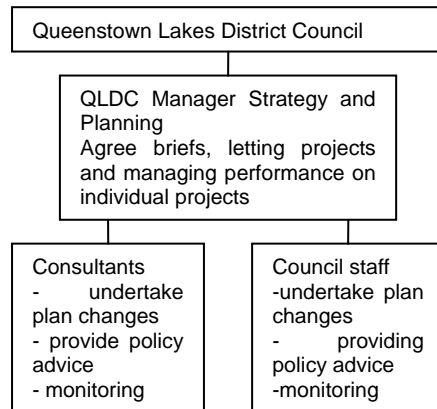 Queenstown Lakes District Council
QLDC Manager Strategy and
Planning
Agree briefs, letting projects
and managing performance on
individual projects
Consultants
- undertake
plan changes
- provide policy
advice
- monitoring
Council staff
-undertake plan
changes
- providing
policy advice
-monitoring